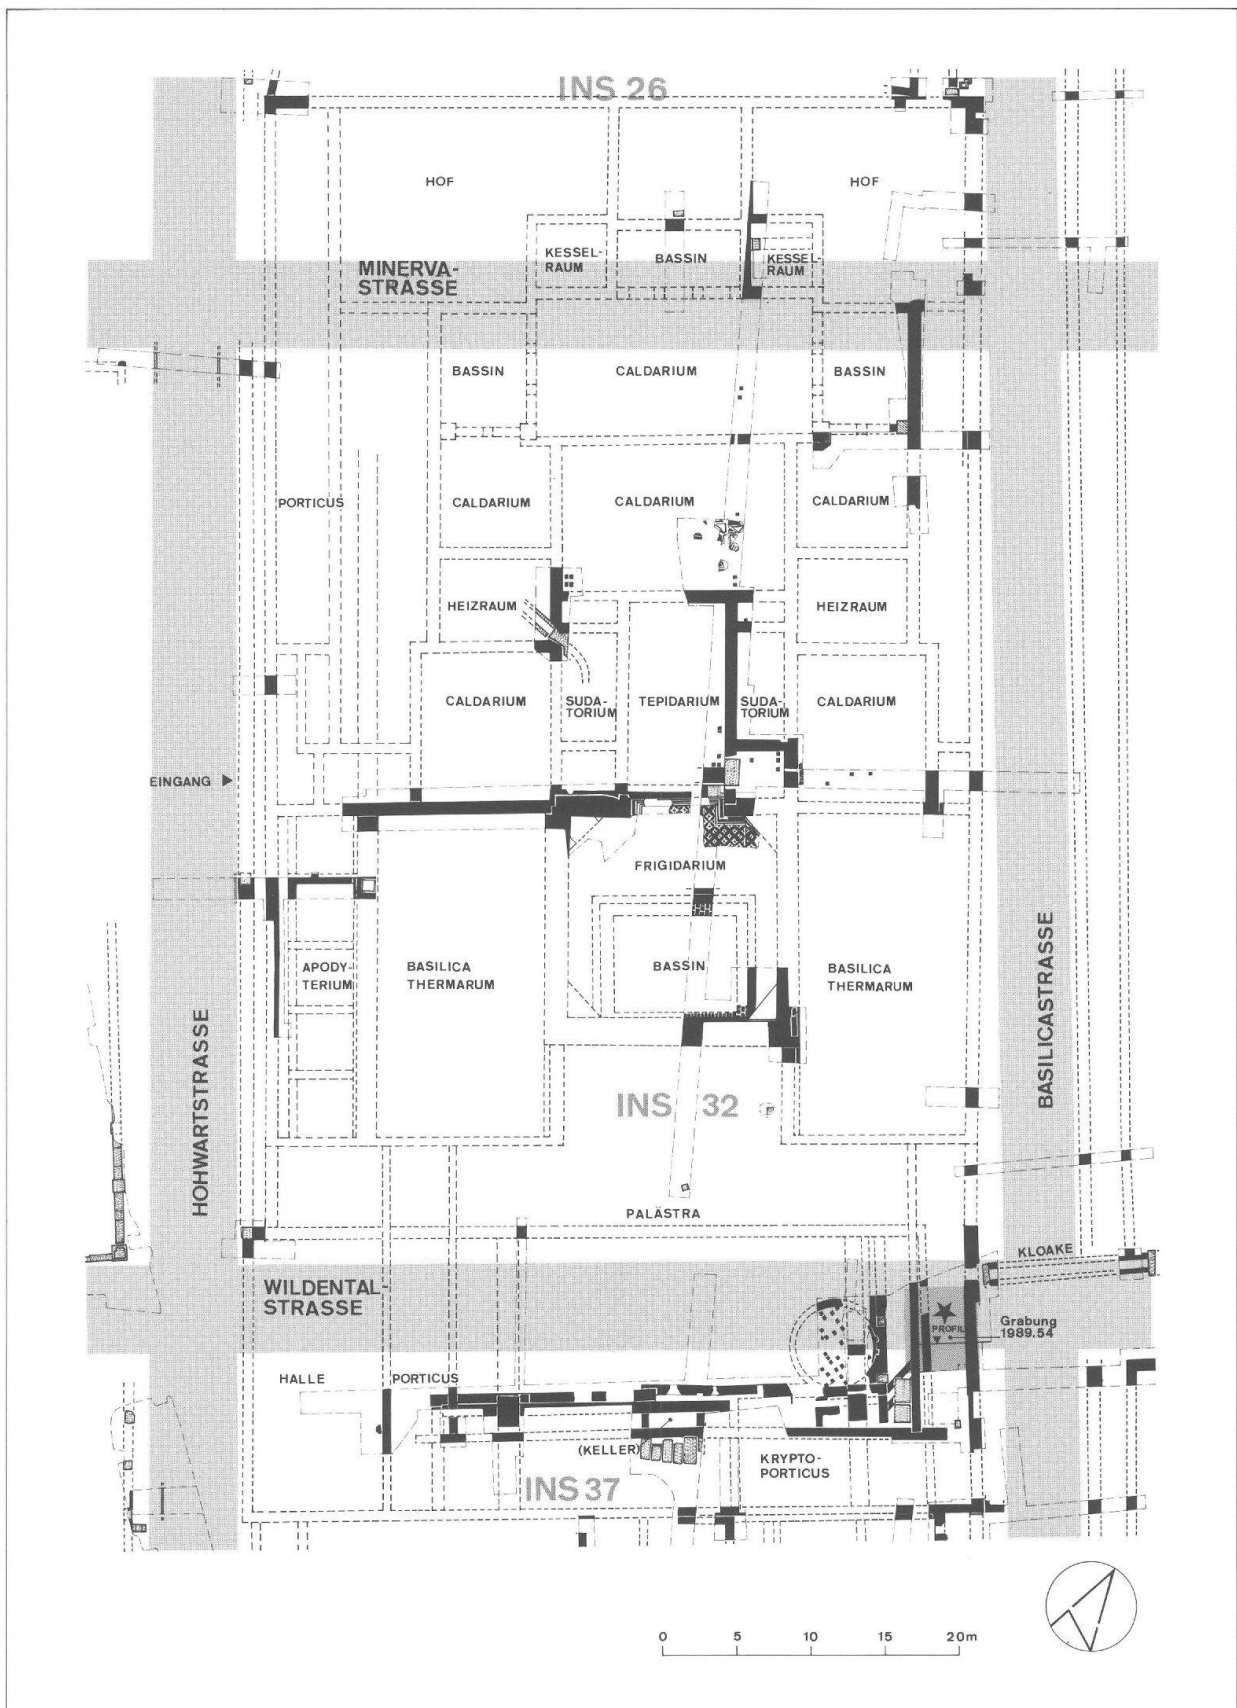 INS 26
HOF
HOF
KESSEL-
RAUM
BASSIN
KESSEL-
RAUM
MINERVA-
STRASSE
BASSIN
CALDARIUM
BASSIN
PORTICUS
CALDARIUM
CALDARIUM
CALDARIUM
HEIZRAUM
HEIZRAUM
CALDARIUM
SUDA-
TORIUM
TEPIDARIUM
SUDA-
TORIUM
CALDARIUM
EINGANG
FRIGIDARIUM
APODY-
TERIUM
BASILICA
THERMARUM
BASSIN
BASILICA
THERMARUM
HOHWARTSTRASSE
BASILICASTRASSE
INS 32
PALÄSTRA
KLOAKE
WILDENTAL-
STRASSE
PROFIL
Grabung
1989.54
HALLE
PORTICUS
(KELLER)
KRYPTO-
PORTICUS
INS 37
0 5 10 15 20m